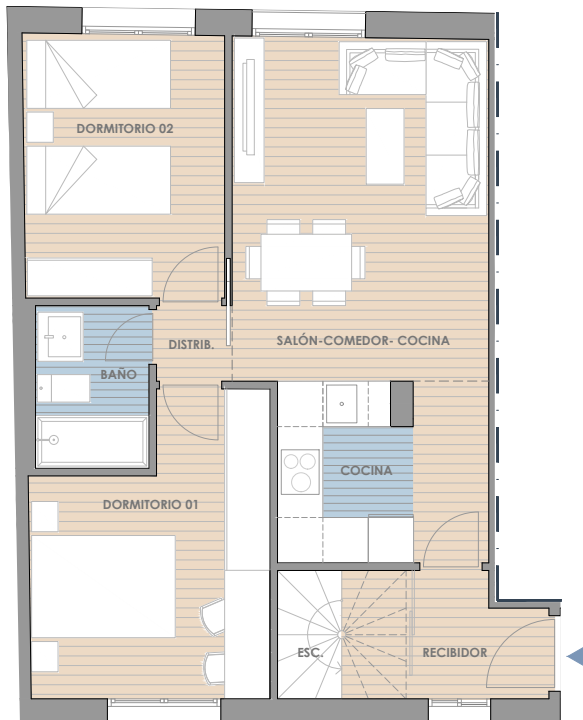 DORMITORIO 02
DISTRIB.
SALÓN-COMEDOR- COCINA
BAÑO
COCINA
DORMITORIO 01
ESC.
RECIBIDOR